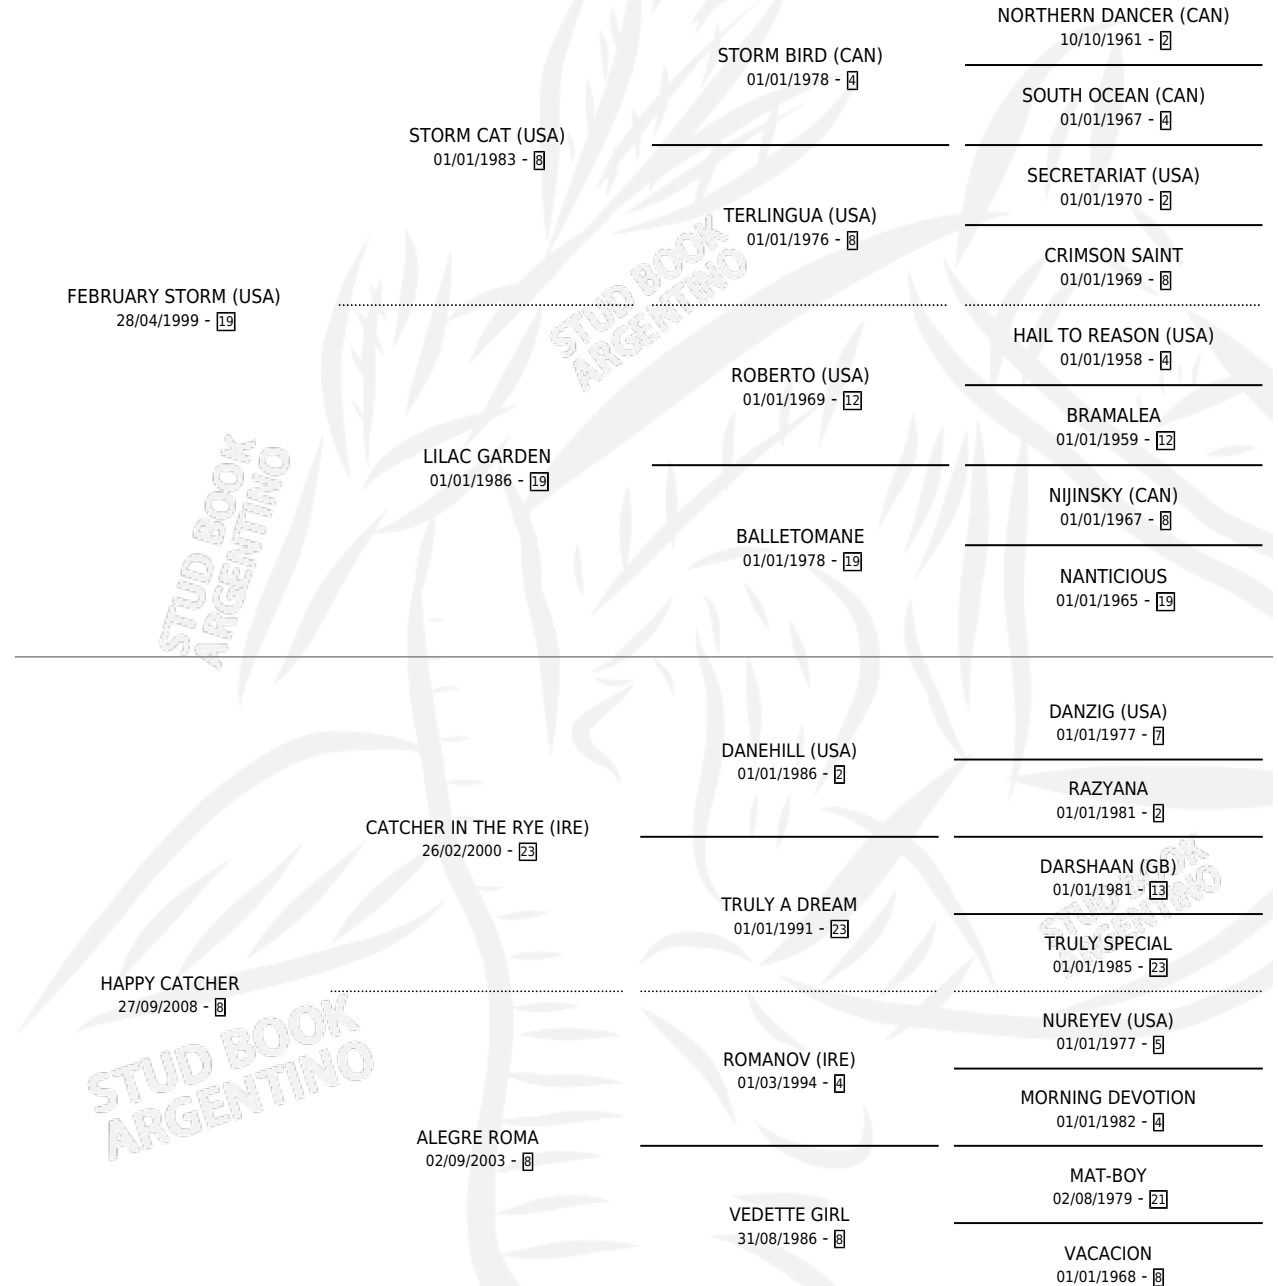 NORTHERN DANCER (CAN)
10/10/1961 - 2
STORM BIRD (CAN)
01/01/1978 - 4
SOUTH OCEAN (CAN)
01/01/1967 - 4
STORM CAT (USA)
01/01/1983 - 8
SECRETARIAT (USA)
01/01/1970 - 2
TERLINGUA (USA)
01/01/1976 - 8
CRIMSON SAINT
01/01/1969 - 8
FEBRUARY STORM (USA)
28/04/1999 - 19
HAIL TO REASON (USA)
01/01/1958 - 4
ROBERTO (USA)
01/01/1969 - 12
BRAMALEA
01/01/1959 - 12
LILAC GARDEN
01/01/1986 - 19
NIJINSKY (CAN)
01/01/1967 - 8
BALLETOMANE
01/01/1978 - 19
NANTICIOUS
01/01/1965 - 19
DANZIG (USA)
01/01/1977 - 7
DANEHILL (USA)
01/01/1986 - 2
RAZYANA
01/01/1981 - 2
CATCHER IN THE RYE (IRE)
26/02/2000 - 23
DARSHAAN (GB)
01/01/1981 - 13
TRULY A DREAM
01/01/1991 - 23
TRULY SPECIAL
01/01/1985 - 23
HAPPY CATCHER
27/09/2008 - 8
NUREYEV (USA)
01/01/1977 - 5
ROMANOV (IRE)
01/03/1994 - 4
MORNING DEVOTION
01/01/1982 - 4
ALEGRE ROMA
02/09/2003 - 8
MAT-BOY
02/08/1979 - 21
VEDETTE GIRL
31/08/1986 - 8
VACACION
01/01/1968 - 8
STUD BOOK
ARGENTINO
STUD BOOK
ARGENTINO
STUD BOOK
ARGENTINO
STUD BOOK
ARGENTINO